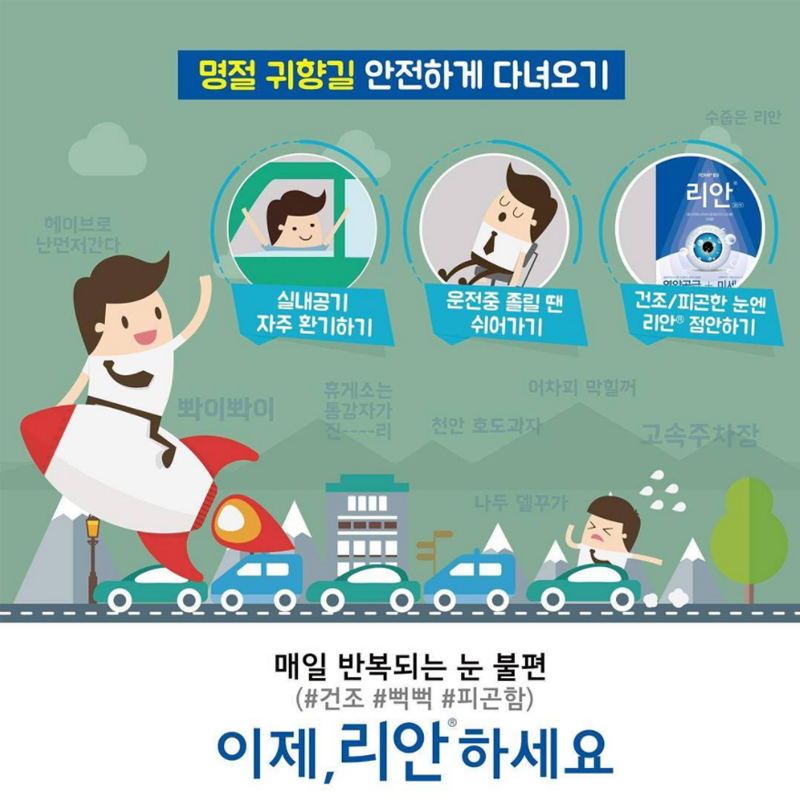 명절 귀향길 안전하게 다녀오기
수줍은 리안
헤이브로
난먼저간다
리안®
실내공기
자주 환기하기
운전중 졸릴 땐
쉬어가기
건조/피곤한 눈엔
리안® 점안하기
뽜이뽜이
휴게소는
통감자가
진----리
천안 호도과자
어차피 막힐꺼
고속주차장
나두 델꾸가
매일 반복되는 눈 불편
(#건조 #뻑뻑 #피곤함)
이제, 리안®하세요